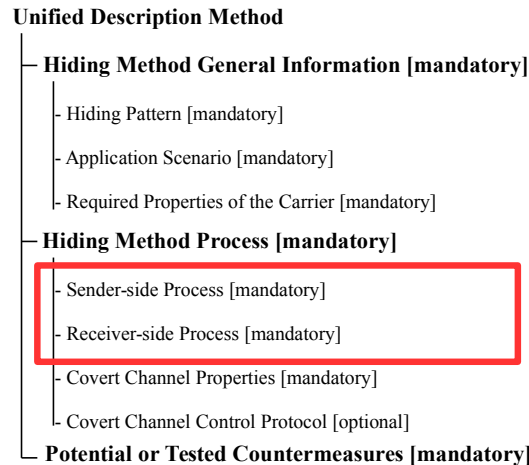 Unified Description Method
Hiding Method General Information [mandatory]
- Hiding Pattern [mandatory]
- Application Scenario [mandatory]
- Required Properties of the Carrier [mandatory]
Hiding Method Process [mandatory]
- Sender-side Process [mandatory]
- Receiver-side Process [mandatory]
- Covert Channel Properties [mandatory]
- Covert Channel Control Protocol [optional]
Potential or Tested Countermeasures [mandatory]